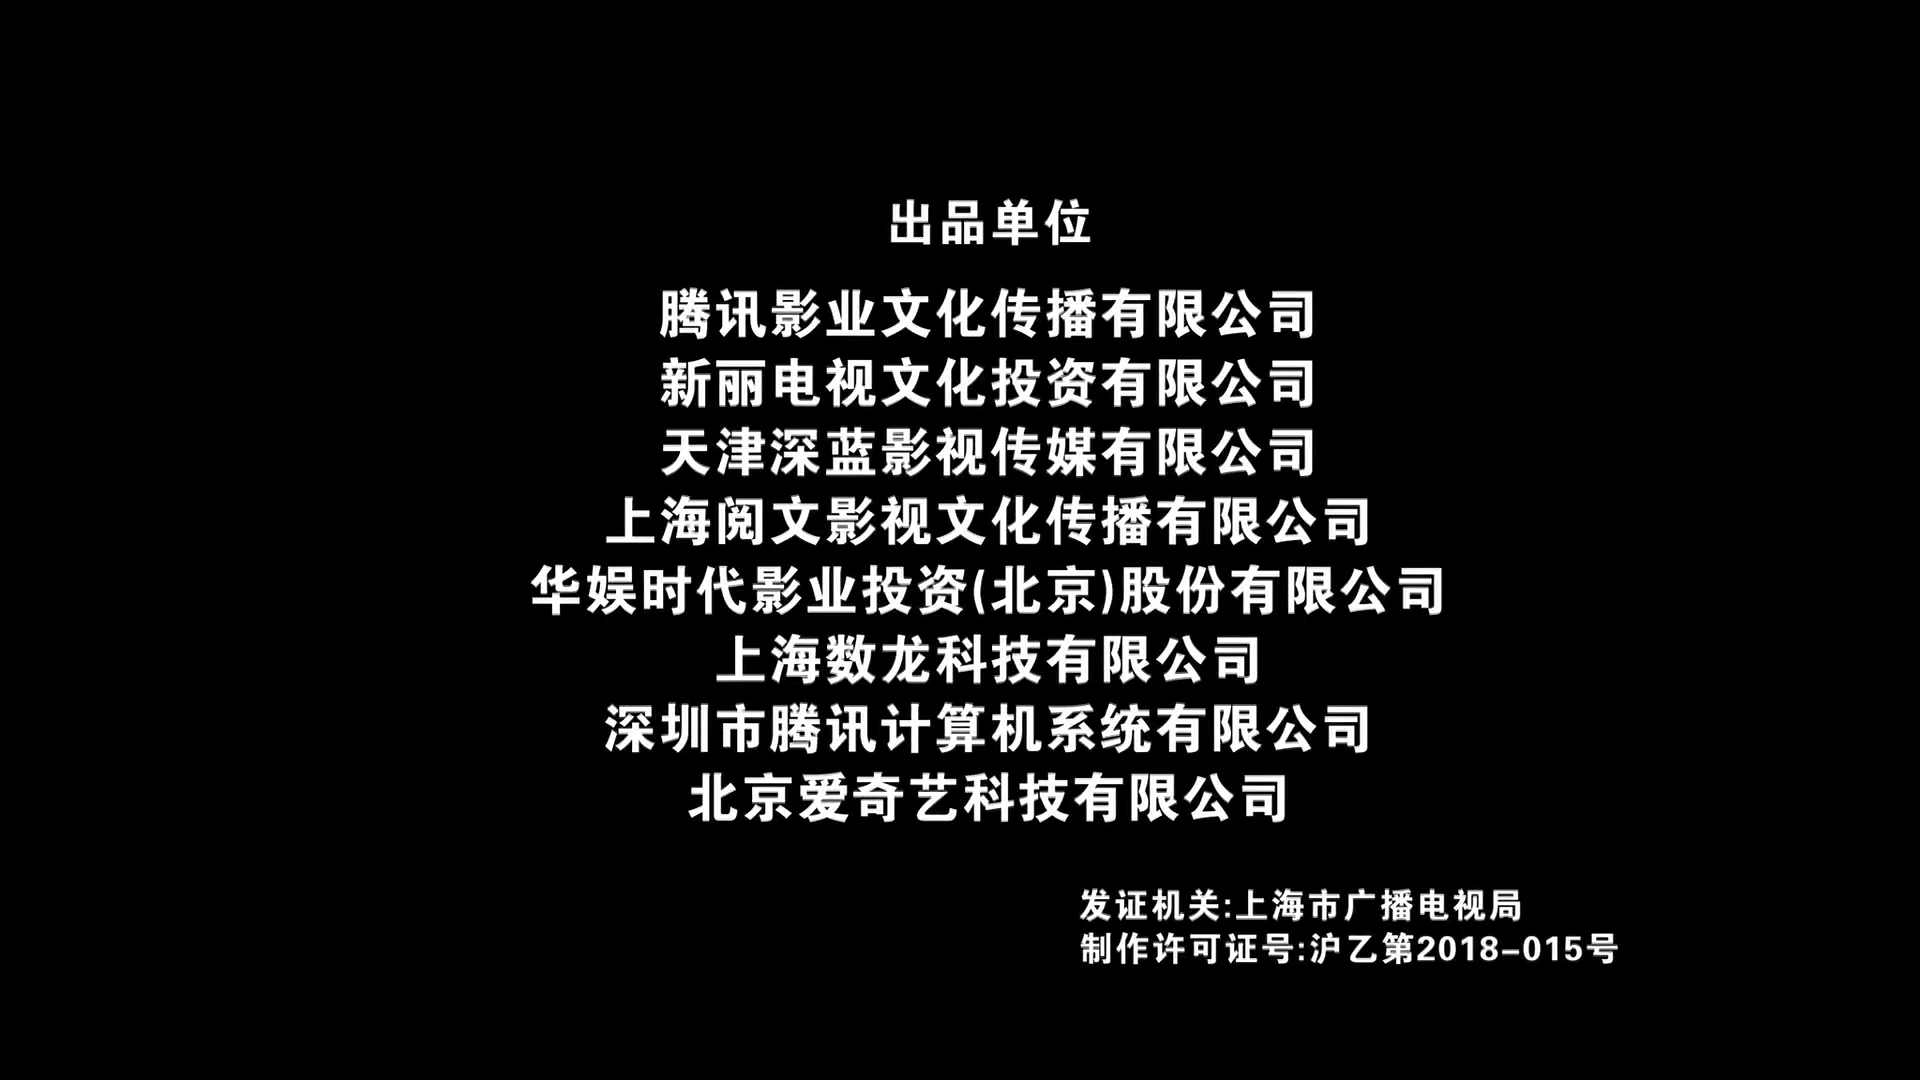 出品单位
腾讯影业文化传播有限公司
新丽电视文化投资有限公司
天津深蓝影视传媒有限公司
上海阅文影视文化传播有限公司
华娱时代影业投资(北京)股份有限公司
上海数龙科技有限公司
深圳市腾讯计算机系统有限公司
北京爱奇艺科技有限公司
发证机关:上海市广播电视局
制作许可证号:沪乙第2018-015号